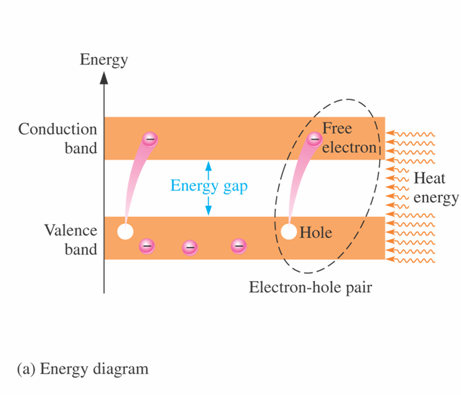 Energy
Conduction
band
Free
electron
Energy gap
Heat
energy
Valence
band
Hole
Electron-hole pair
(a) Energy diagram